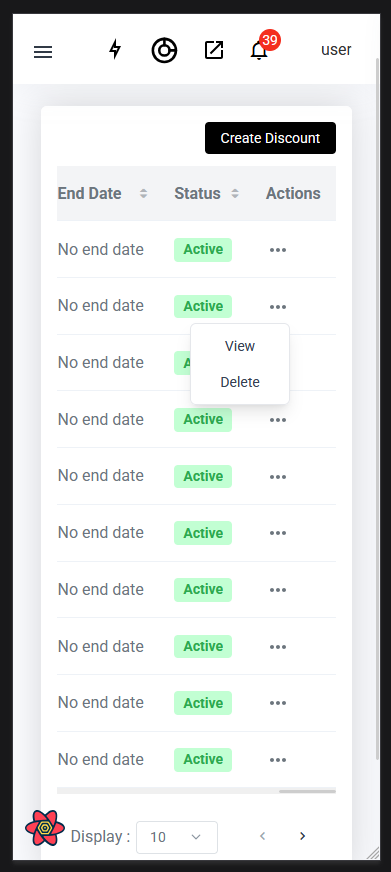 39
user
Create Discount
End Date Status Actions
No end date Active
No end date Active
View
No end date A
Delete
No end date Active
No end date Active
No end date Active
No end date Active
No end date Active
No end date Active
No end date Active
Display : 10